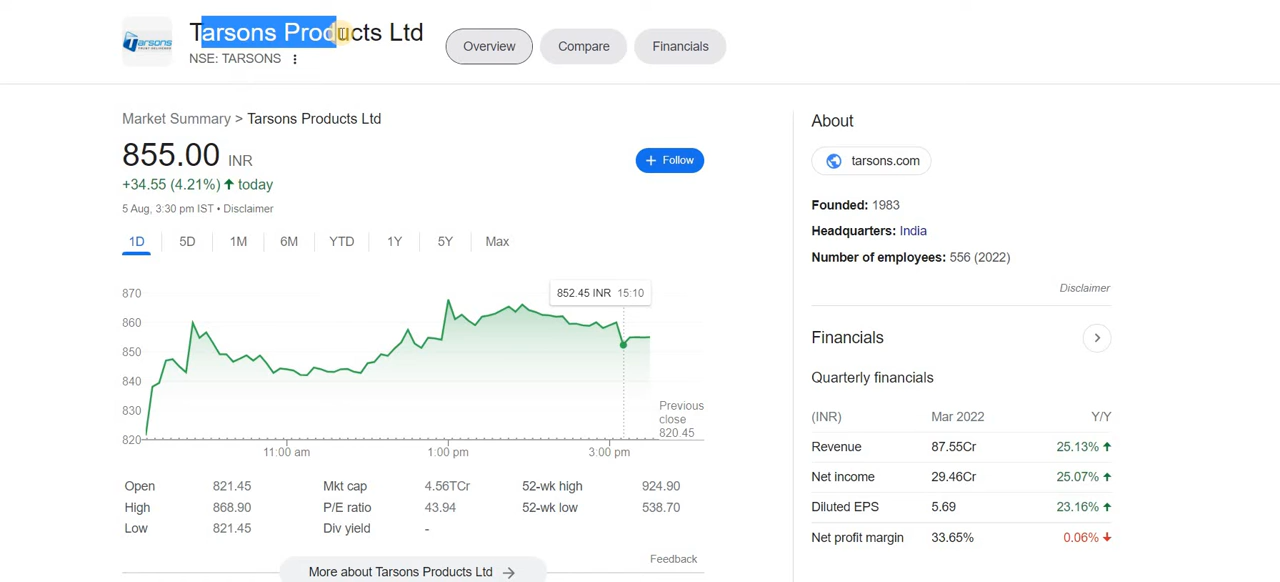 Tarsons
TRUST DELIVERED
Tarsons Products Ltd
NSE: TARSONS
Overview
Compare
Financials
Market Summary > Tarsons Products Ltd
855.00 INR
+34.55 (4.21%) ↑ today
5 Aug, 3:30 pm IST • Disclaimer
+ Follow
1D 5D 1M 6M YTD 1Y 5Y Max
852.45 INR 15:10
870
860
850
840
830
820
Previous
close
820.45
11:00 am 1:00 pm 3:00 pm
Open 821.45 Mkt cap 4.56TCr 52-wk high 924.90
High 868.90 P/E ratio 43.94 52-wk low 538.70
Low 821.45 Div yield -
Feedback
More about Tarsons Products Ltd →
About
tarsons.com
Founded: 1983
Headquarters: India
Number of employees: 556 (2022)
Disclaimer
Financials
Quarterly financials
(INR) Mar 2022 Y/Y
Revenue 87.55Cr 25.13% ↑
Net income 29.46Cr 25.07% ↑
Diluted EPS 5.69 23.16% ↑
Net profit margin 33.65% 0.06% ↓